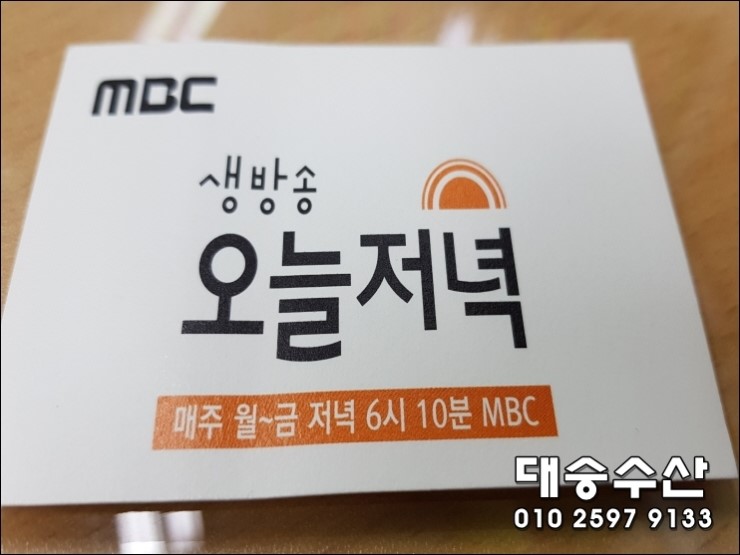 MBC
생방송
오늘저녁
매주 월~금 저녁 6시 10분 MBC
대승수산
010 2597 9133